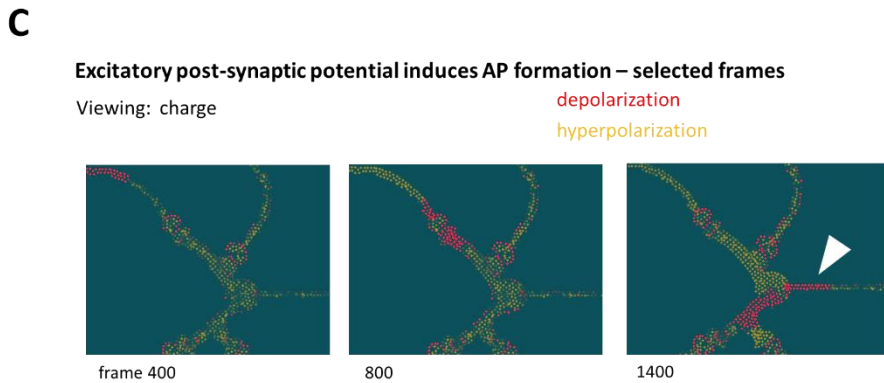 C
Excitatory post-synaptic potential induces AP formation – selected frames
Viewing: charge
depolarization
hyperpolarization
frame 400
800
1400